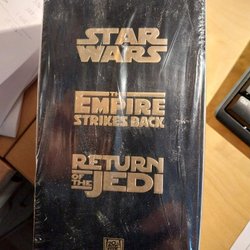 STAR
WARS
THE
EMPIRE
STRIKES BACK
RETURN
OF THE JEDI